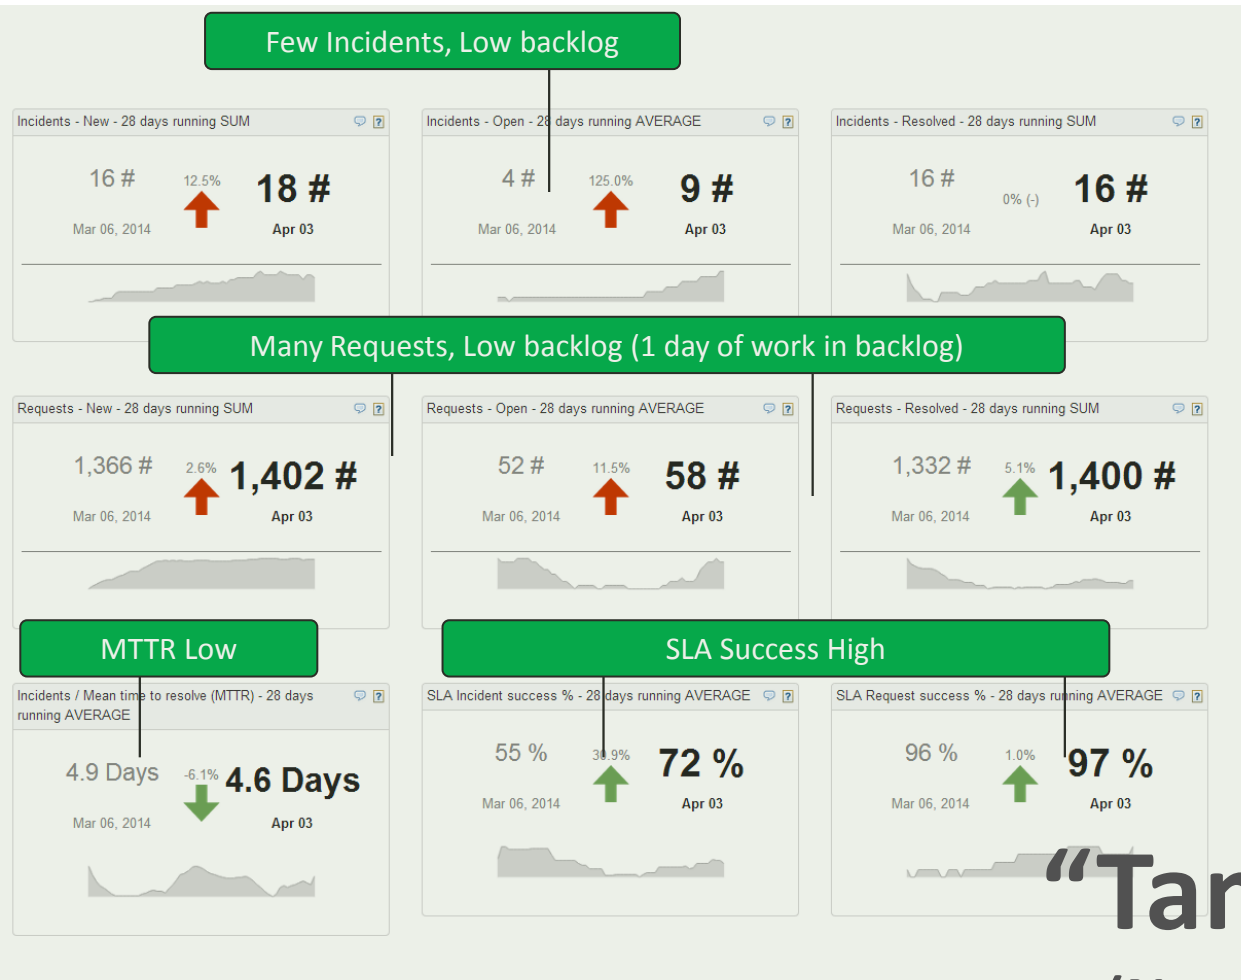 Few Incidents, Low backlog
Incidents - New - 28 days running SUM
16 #
12.5%
18 #
Mar 06, 2014
Apr 03
Incidents - Open - 28 days running AVERAGE
4 #
125.0%
9 #
Mar 06, 2014
Apr 03
Incidents - Resolved - 28 days running SUM
16 #
0% (-)
16 #
Mar 06, 2014
Apr 03
Many Requests, Low backlog (1 day of work in backlog)
Requests - New - 28 days running SUM
1,366 #
2.6%
1,402 #
Mar 06, 2014
Apr 03
Requests - Open - 28 days running AVERAGE
52 #
11.5%
58 #
Mar 06, 2014
Apr 03
Requests - Resolved - 28 days running SUM
1,332 #
5.1%
1,400 #
Mar 06, 2014
Apr 03
MTTR Low
SLA Success High
Incidents / Mean time to resolve (MTTR) - 28 days
running AVERAGE
4.9 Days
-6.1%
4.6 Days
Mar 06, 2014
Apr 03
SLA Incident success % - 28 days running AVERAGE
55 %
30.9%
72 %
Mar 06, 2014
Apr 03
SLA Request success % - 28 days running AVERAGE
96 %
1.0%
97 %
Mar 06, 2014
Apr 03